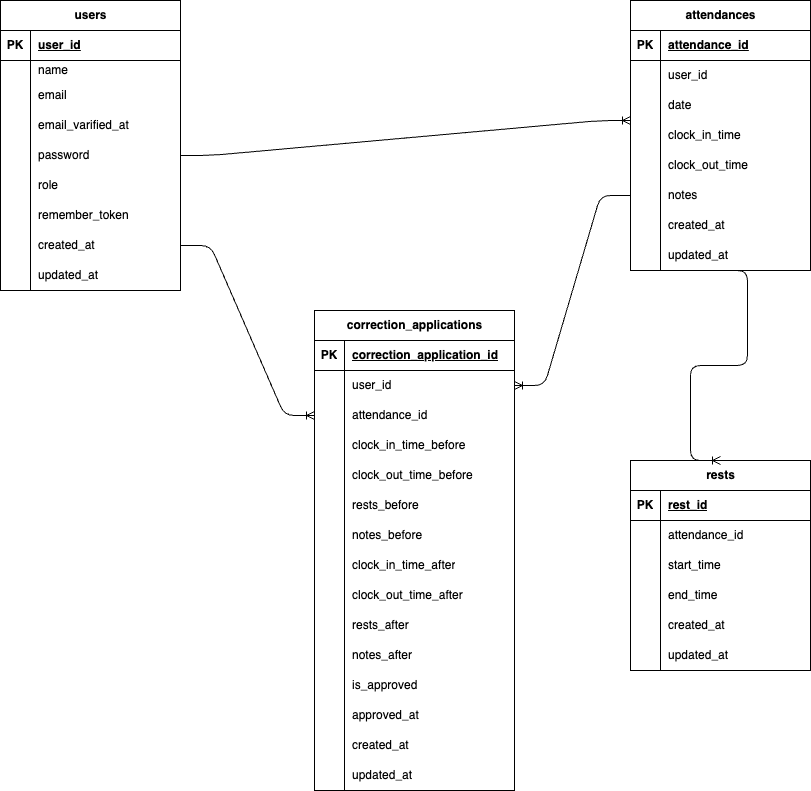 users
PK user_id
name
email
email_varified_at
password
role
remember_token
created_at
updated_at
attendances
PK attendance_id
user_id
date
clock_in_time
clock_out_time
notes
created_at
updated_at
correction_applications
PK correction_application_id
user_id
attendance_id
clock_in_time_before
clock_out_time_before
rests_before
notes_before
clock_in_time_after
clock_out_time_after
rests_after
notes_after
is_approved
approved_at
created_at
updated_at
rests
PK rest_id
attendance_id
start_time
end_time
created_at
updated_at